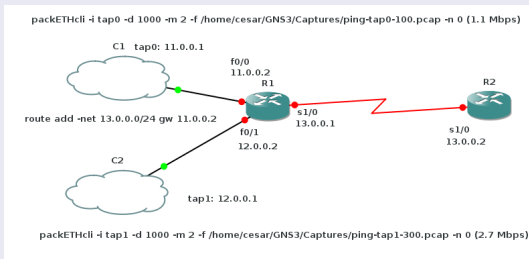 packETHcli -i tap0 -d 1000 -m 2 -f /home/cesar/GNS3/Captures/ping-tap0-100.pcap -n 0 (1.1 Mbps)
C1
tap0: 11.0.0.1
f0/0
11.0.0.2
R1
R2
route add -net 13.0.0.0/24 gw 11.0.0.2
s1/0
13.0.0.1
f0/1
12.0.0.2
s1/0
13.0.0.2
C2
tap1: 12.0.0.1
packETHcli -i tap1 -d 1000 -m 2 -f /home/cesar/GNS3/Captures/ping-tap1-300.pcap -n 0 (2.7 Mbps)